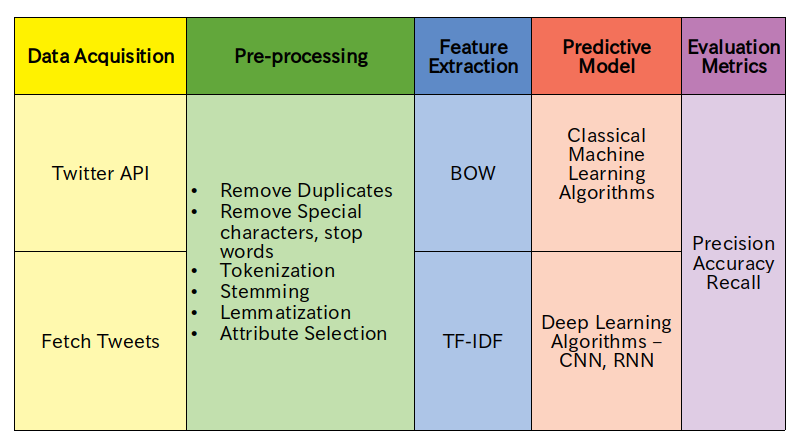 Data Acquisition
Pre-processing
Feature
Extraction
Predictive
Model
Evaluation
Metrics
Twitter API
Fetch Tweets
• Remove Duplicates
• Remove Special
characters, stop
words
• Tokenization
• Stemming
• Lemmatization
• Attribute Selection
BOW
TF-IDF
Classical
Machine
Learning
Algorithms
Deep Learning
Algorithms –
CNN, RNN
Precision
Accuracy
Recall